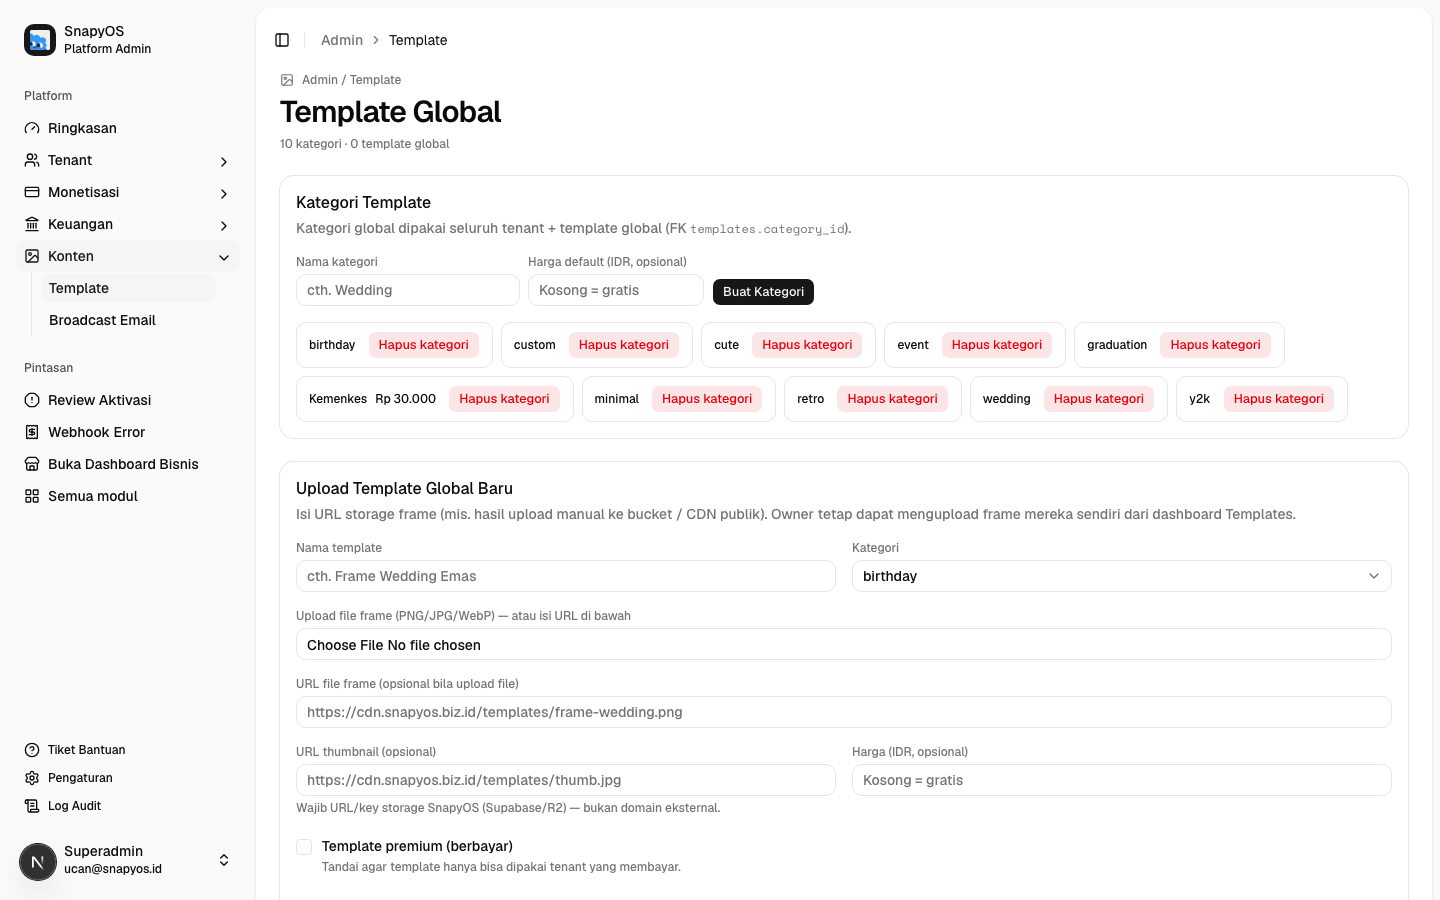 SnapyOS
Platform Admin
Platform
Ringkasan
Tenant
Monetisasi
Keuangan
Konten
Template
Broadcast Email
Pintasan
Review Aktivasi
Webhook Error
Buka Dashboard Bisnis
Semua modul
Tiket Bantuan
Pengaturan
Log Audit
N
Superadmin
ucan@snapyos.id
Admin > Template
Admin / Template
Template Global
10 kategori · 0 template global
Kategori Template
Kategori global dipakai seluruh tenant + template global (FK templates.category_id).
Nama kategori
Harga default (IDR, opsional)
cth. Wedding
Kosong = gratis
Buat Kategori
birthday Hapus kategori
custom Hapus kategori
cute Hapus kategori
event Hapus kategori
graduation Hapus kategori
Kemenkes Rp 30.000 Hapus kategori
minimal Hapus kategori
retro Hapus kategori
wedding Hapus kategori
y2k Hapus kategori
Upload Template Global Baru
Isi URL storage frame (mis. hasil upload manual ke bucket / CDN publik). Owner tetap dapat mengupload frame mereka sendiri dari dashboard Templates.
Nama template
Kategori
cth. Frame Wedding Emas
birthday
Upload file frame (PNG/JPG/WebP) — atau isi URL di bawah
Choose File No file chosen
URL file frame (opsional bila upload file)
https://cdn.snapyos.biz.id/templates/frame-wedding.png
URL thumbnail (opsional)
Harga (IDR, opsional)
https://cdn.snapyos.biz.id/templates/thumb.jpg
Kosong = gratis
Wajib URL/key storage SnapyOS (Supabase/R2) — bukan domain eksternal.
Template premium (berbayar)
Tandai agar template hanya bisa dipakai tenant yang membayar.